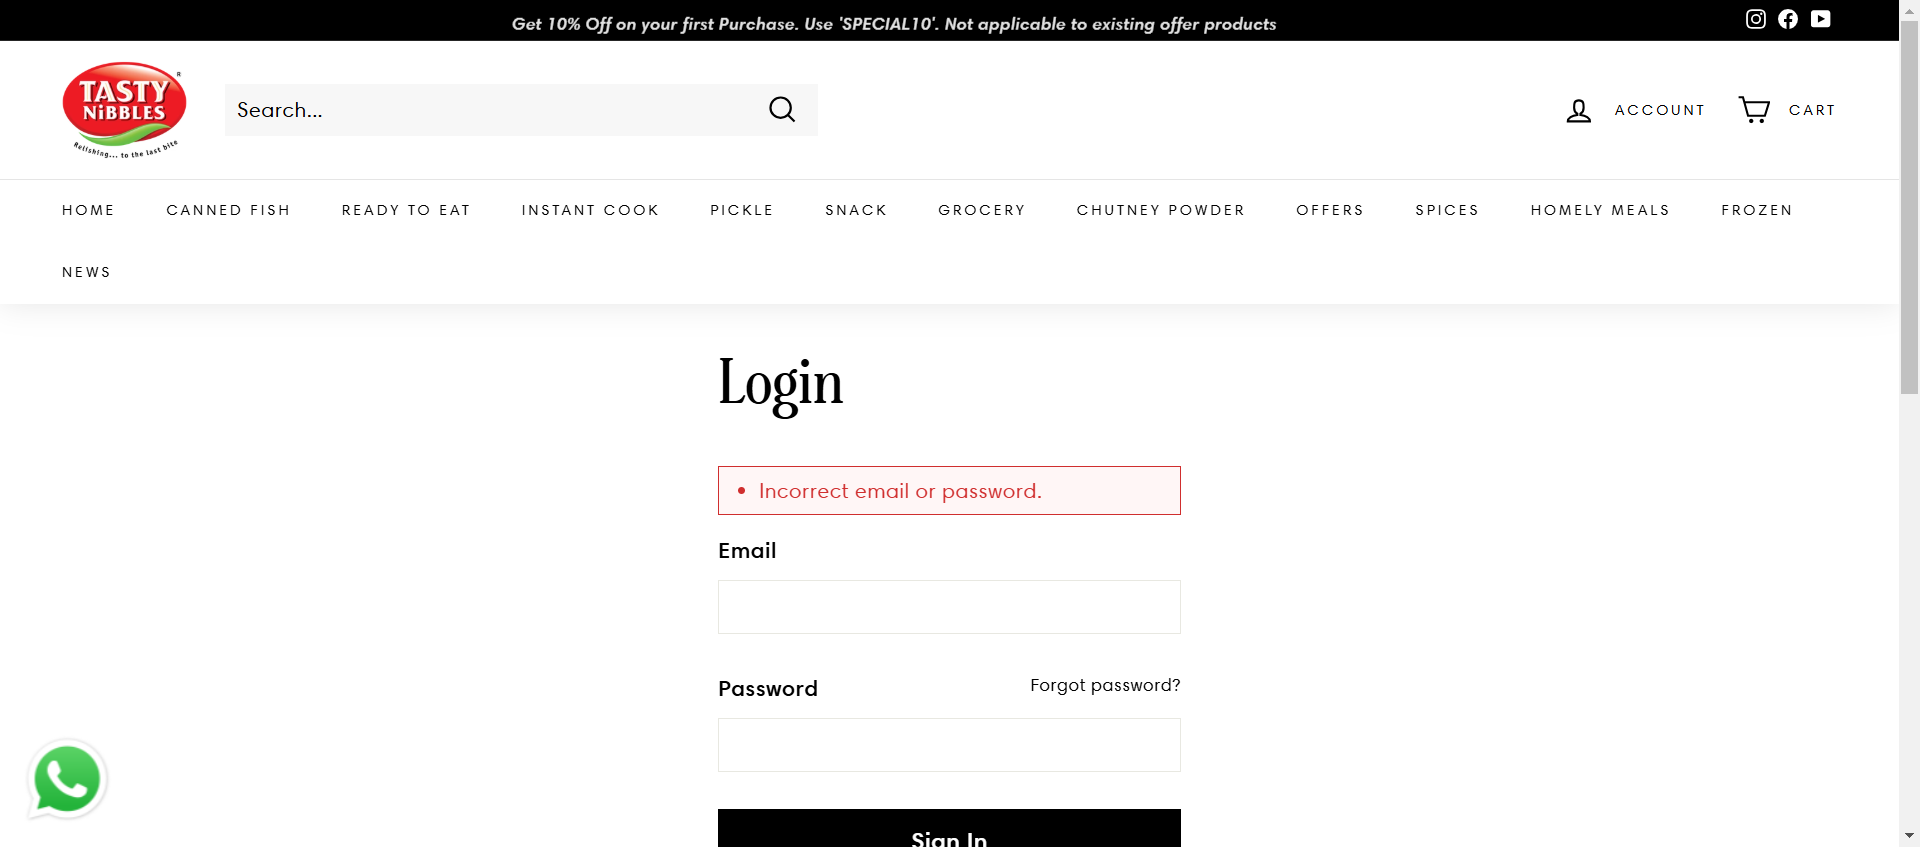 Get 10% Off on your first Purchase. Use 'SPECIAL10'. Not applicable to existing offer products
TASTY
NiBBLES
R
Relishing... to the last bite
Search...
ACCOUNT
CART
HOME
CANNED FISH
READY TO EAT
INSTANT COOK
PICKLE
SNACK
GROCERY
CHUTNEY POWDER
OFFERS
SPICES
HOMELY MEALS
FROZEN
NEWS
Login
• Incorrect email or password.
Email
Password
Forgot password?
Sign In